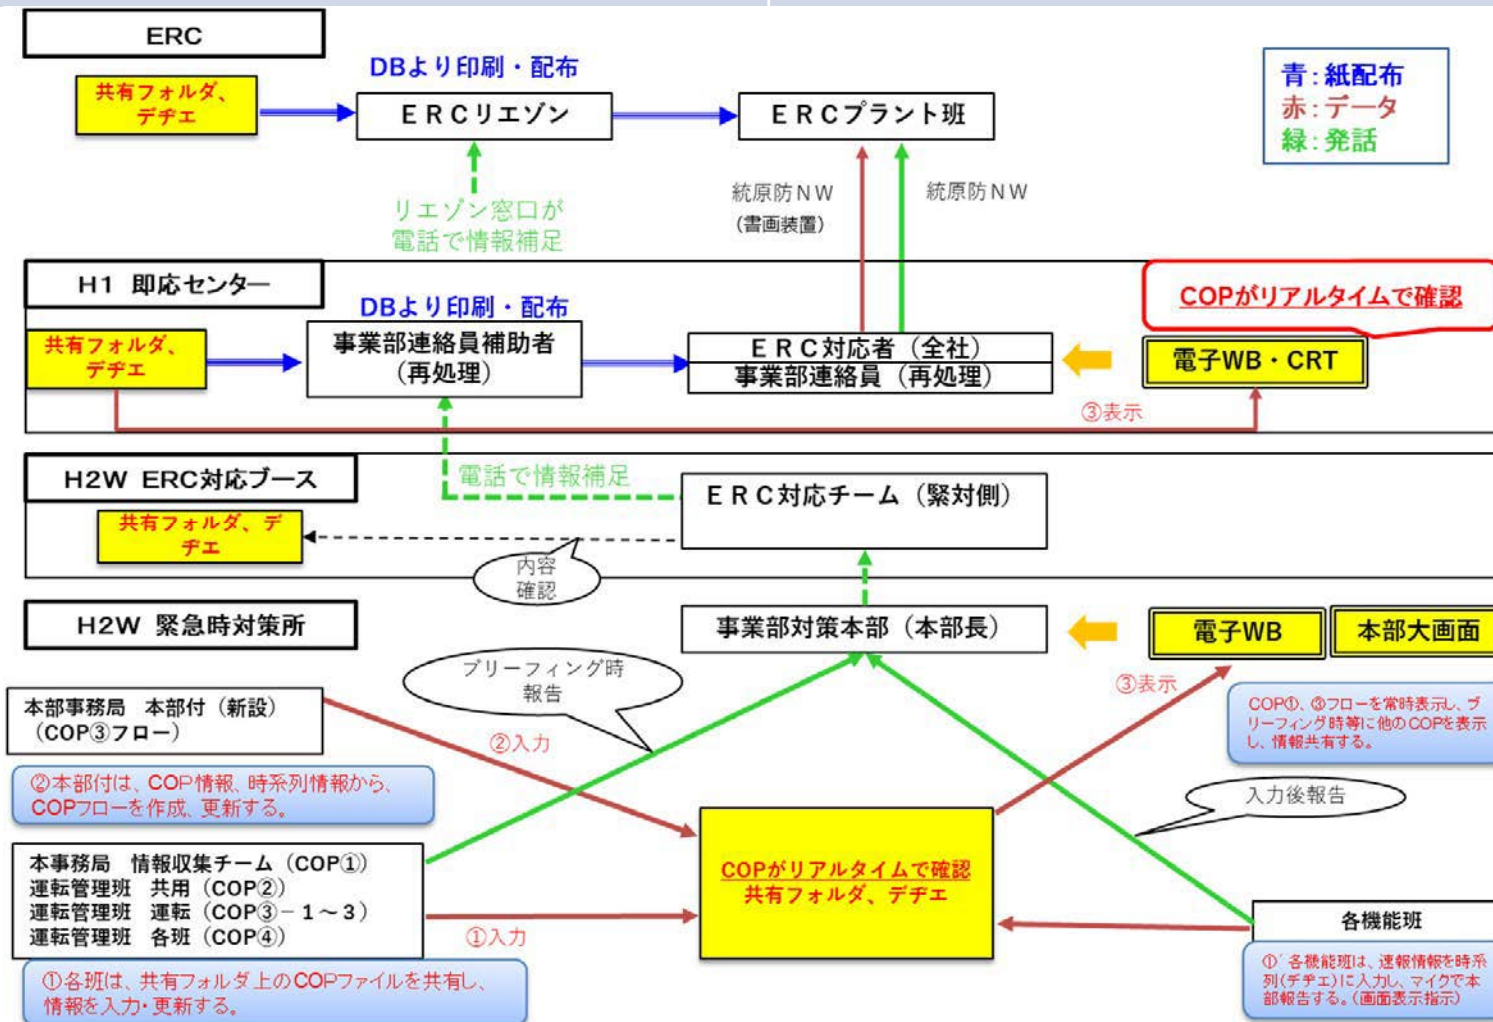 ERC
DBより印刷・配布
共有フォルダ、
デヂエ
ERCリエゾン
ERCプラント班
青:紙配布
赤:データ
緑:発話
リエゾン窓口が
電話で情報補足
統原防NW
(書画装置)
統原防NW
H1 即応センター
DBより印刷・配布
COPがリアルタイムで確認
共有フォルダ、
デヂエ
事業部連絡員補助者
(再処理)
ERC対応者(全社)
事業部連絡員(再処理)
電子WB・CRT
③表示
H2W ERC対応ブース
電話で情報補足
ERC対応チーム(緊対側)
共有フォルダ、デ
ヂエ
内容
確認
H2W 緊急時対策所
事業部対策本部(本部長)
電子WB
本部大画面
ブリーフィング時
報告
③表示
本部事務局 本部付(新設)
(COP③フロー)
②入力
COP①、③フローを常時表示し、ブ
リーフィング時等に他のCOPを表示
し、情報共有する。
②本部付は、COP情報、時系列情報から、
COPフローを作成、更新する。
入力後報告
本事務局 情報収集チーム(COP①)
運転管理班 共用(COP②)
運転管理班 運転(COP③-1~3)
運転管理班 各班(COP④)
COPがリアルタイムで確認
共有フォルダ、デヂエ
①入力
各機能班
①各班は、共有フォルダ上のCOPファイルを共有し、
情報を入力・更新する。
①’各機能班は、速報情報を時系
列(デヂエ)に入力し、マイクで本
部報告する。(画面表示指示)